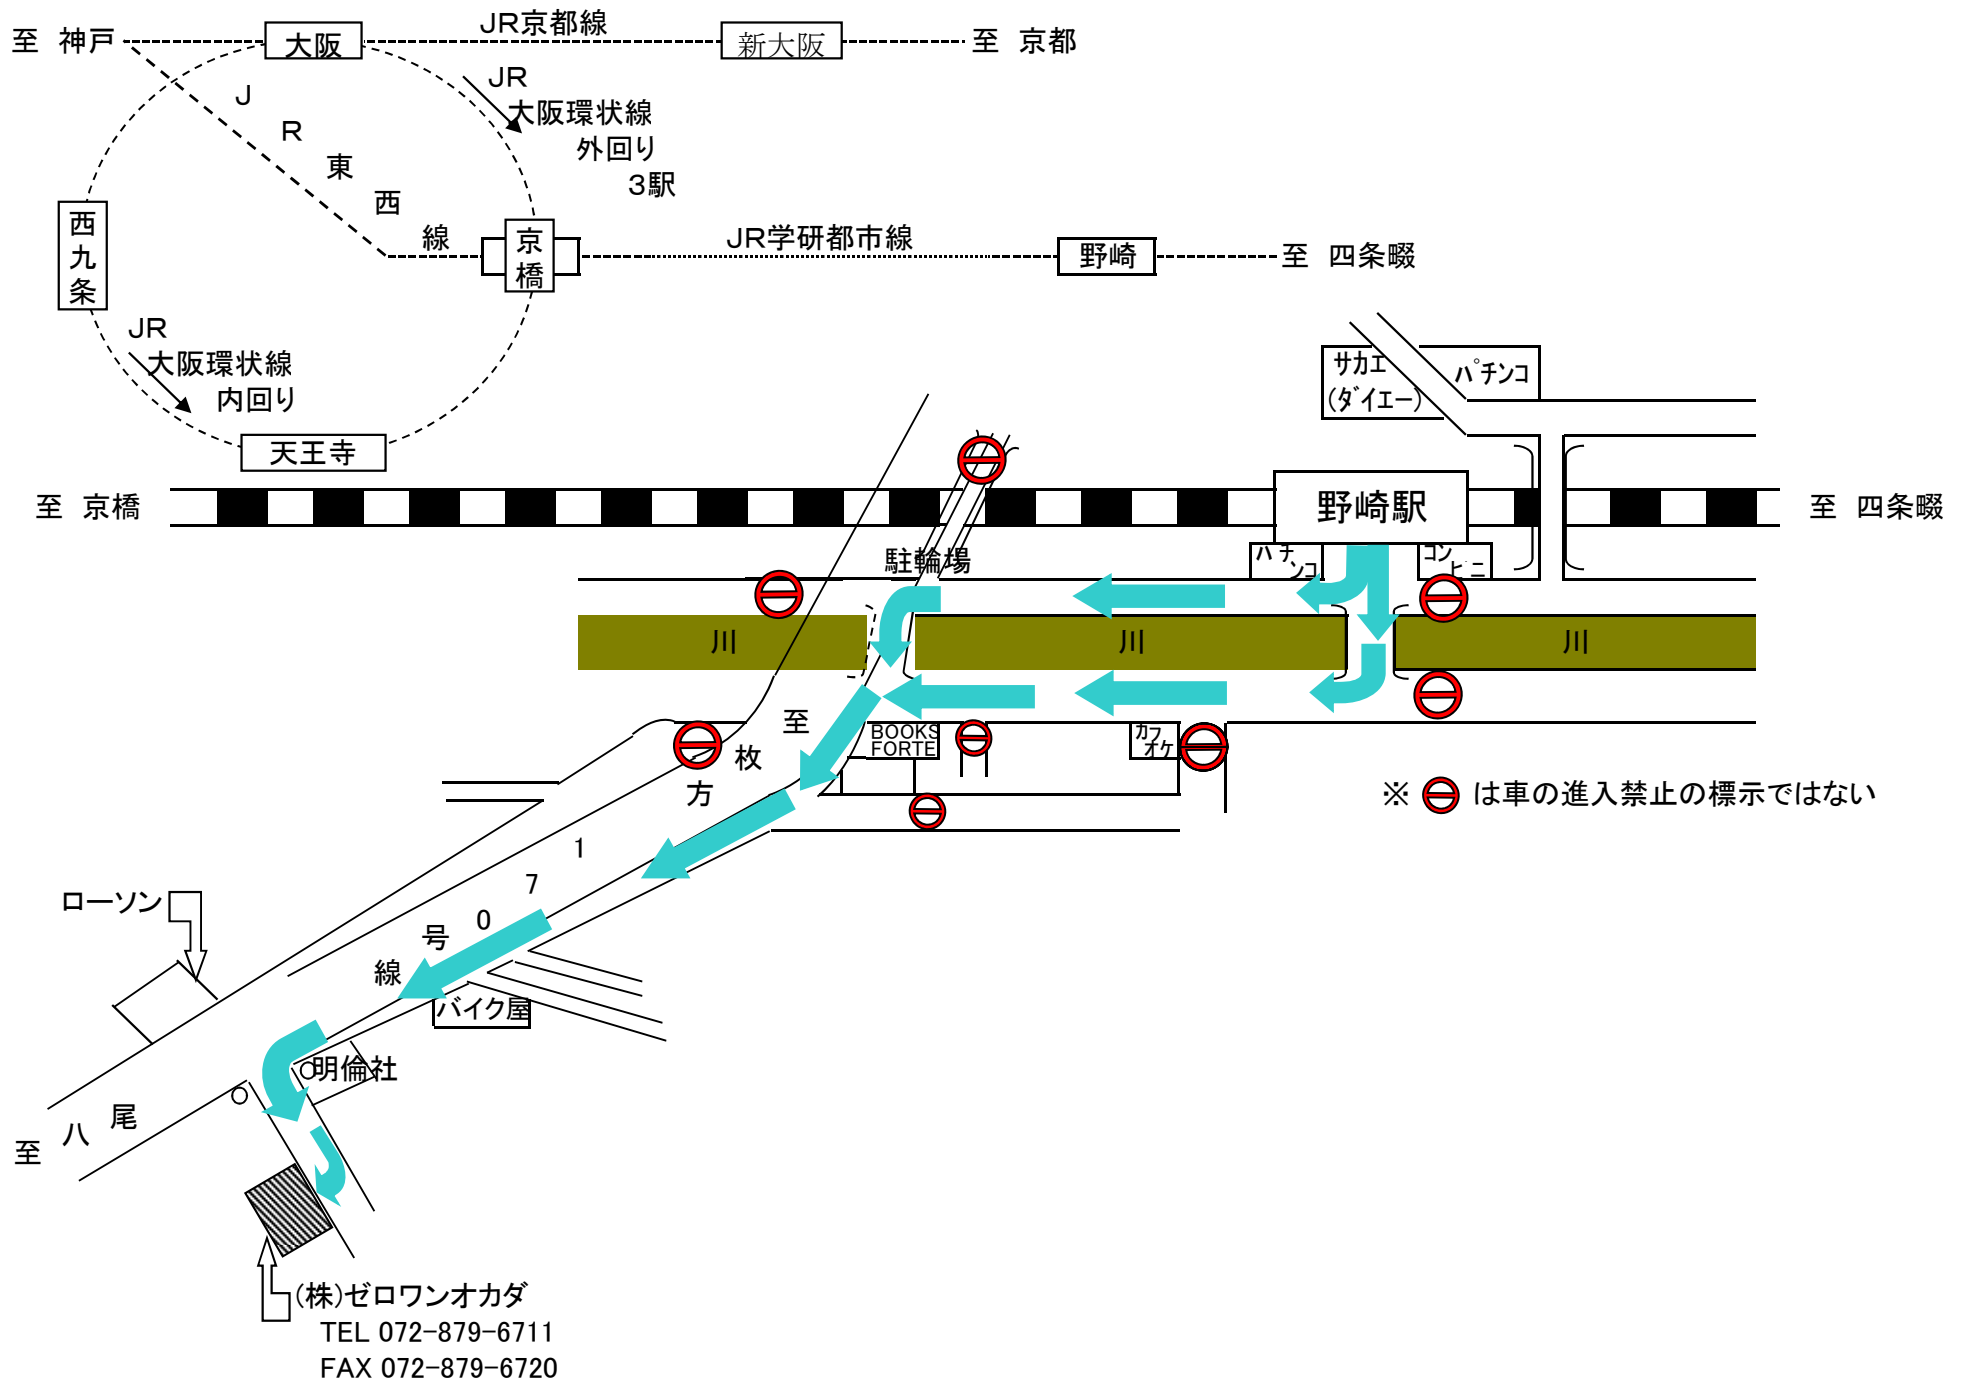 至　神戸
大阪
ＪＲ京都線
新大阪
至　京都
ＪＲ東西線
ＪＲ
大阪環状線
外回り
３駅
西九条
京橋
ＪＲ学研都市線
野崎
至　四条畷
ＪＲ
大阪環状線
内回り
天王寺
サカエ
(ダイエー)
パチンコ
至　京橋
野崎駅
至　四条畷
駐輪場
パチンコ
コンビニ
川
川
川
至枚方
BOOKS
FORTE
カラオケ
※　は車の進入禁止の標示ではない
170号線
ローソン
バイク屋
明倫社
至八尾
(株)ゼロワンオカダ
TEL 072-879-6711
FAX 072-879-6720